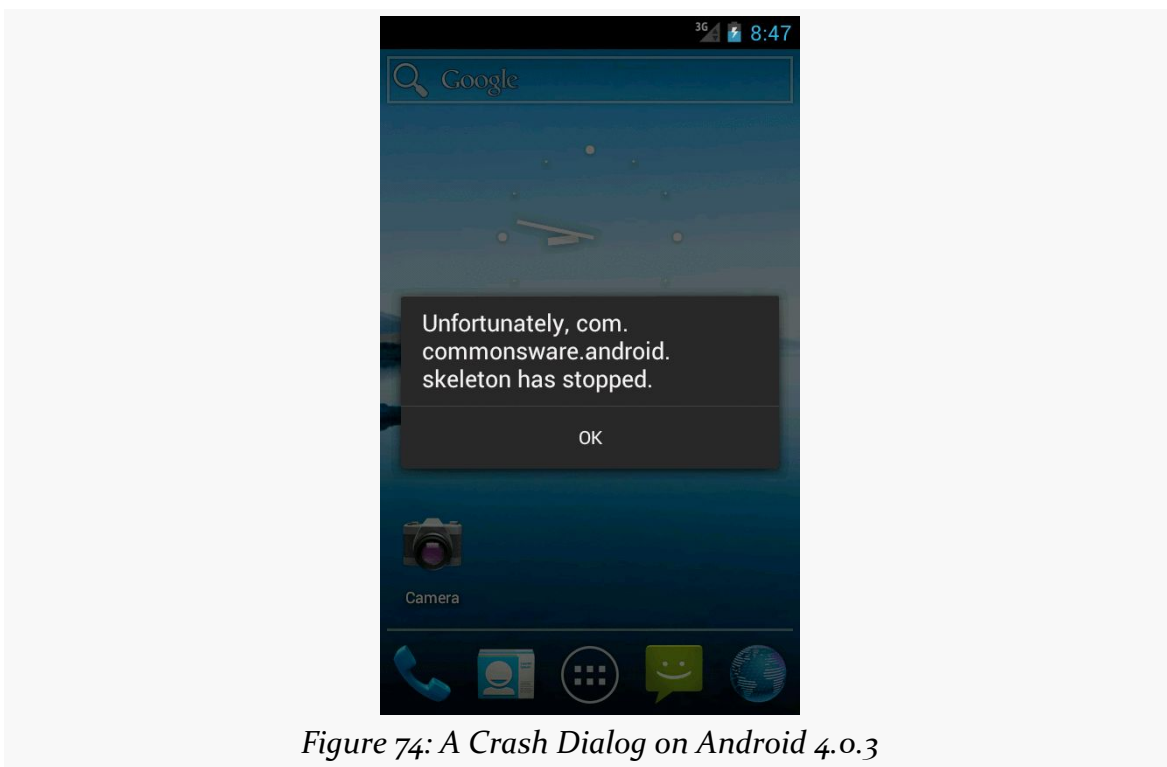 3G 8:47
Google
Unfortunately, com.
commonsware.android.
skeleton has stopped.
OK
Camera
Figure 74: A Crash Dialog on Android 4.0.3